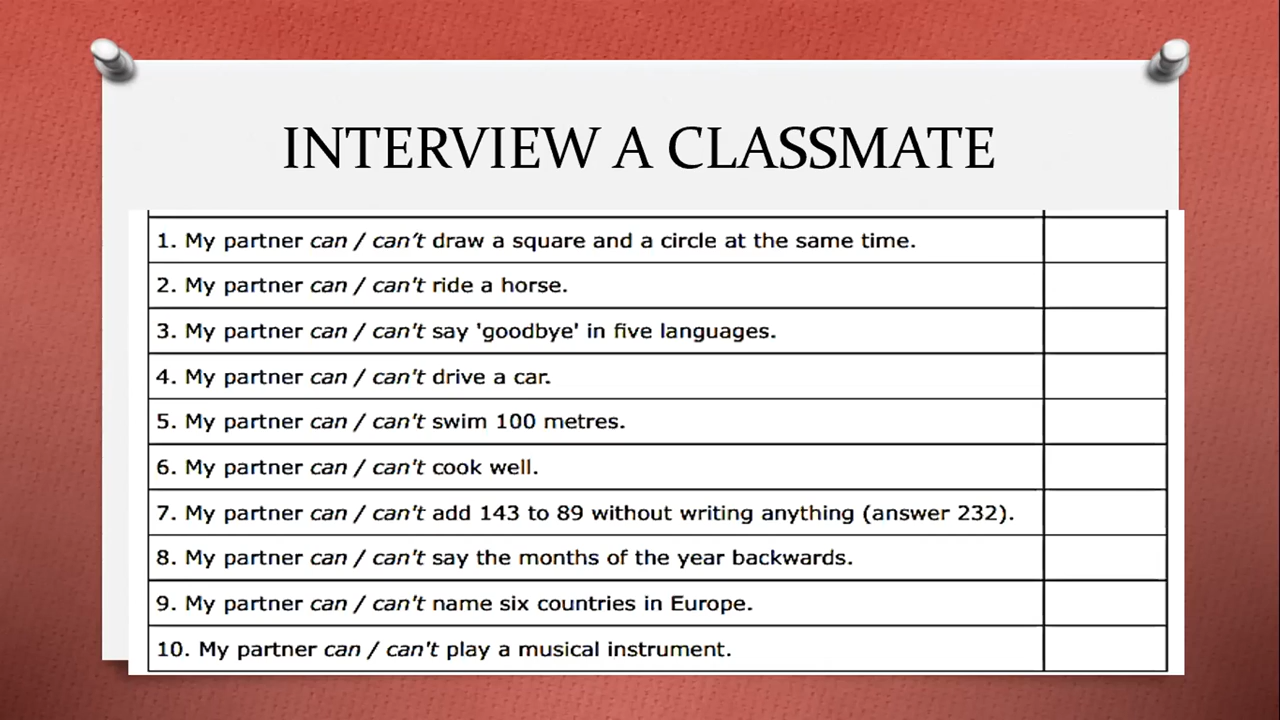 INTERVIEW A CLASSMATE
1. My partner can / can't draw a square and a circle at the same time.
2. My partner can / can't ride a horse.
3. My partner can / can't say 'goodbye' in five languages.
4. My partner can / can't drive a car.
5. My partner can / can't swim 100 metres.
6. My partner can / can't cook well.
7. My partner can / can't add 143 to 89 without writing anything (answer 232).
8. My partner can / can't say the months of the year backwards.
9. My partner can / can't name six countries in Europe.
10. My partner can / can't play a musical instrument.